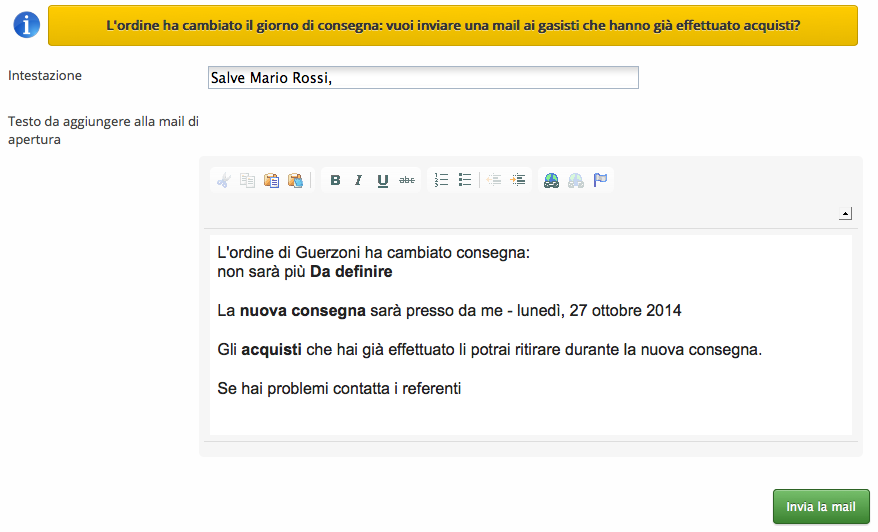 L'ordine ha cambiato il giorno di consegna: vuoi inviare una mail ai gasisti che hanno già effettuato acquisti?
Intestazione
Salve Mario Rossi,
Testo da aggiungere alla mail di
apertura
B I U abc
L'ordine di Guerzoni ha cambiato consegna:
non sarà più Da definire
La nuova consegna sarà presso da me - lunedì, 27 ottobre 2014
Gli acquisti che hai già effettuato li potrai ritirare durante la nuova consegna.
Se hai problemi contatta i referenti
Invia la mail